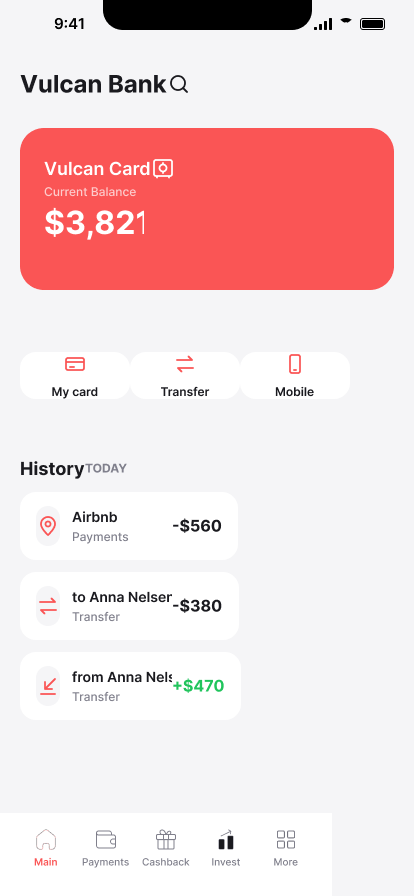 9:41
Vulcan Bank
Vulcan Card
Current Balance
$3,821
My card Transfer Mobile
History TODAY
Airbnb
Payments
-$560
to Anna Nelsen
Transfer
-$380
from Anna Nels
Transfer
+$470
Main Payments Cashback Invest More